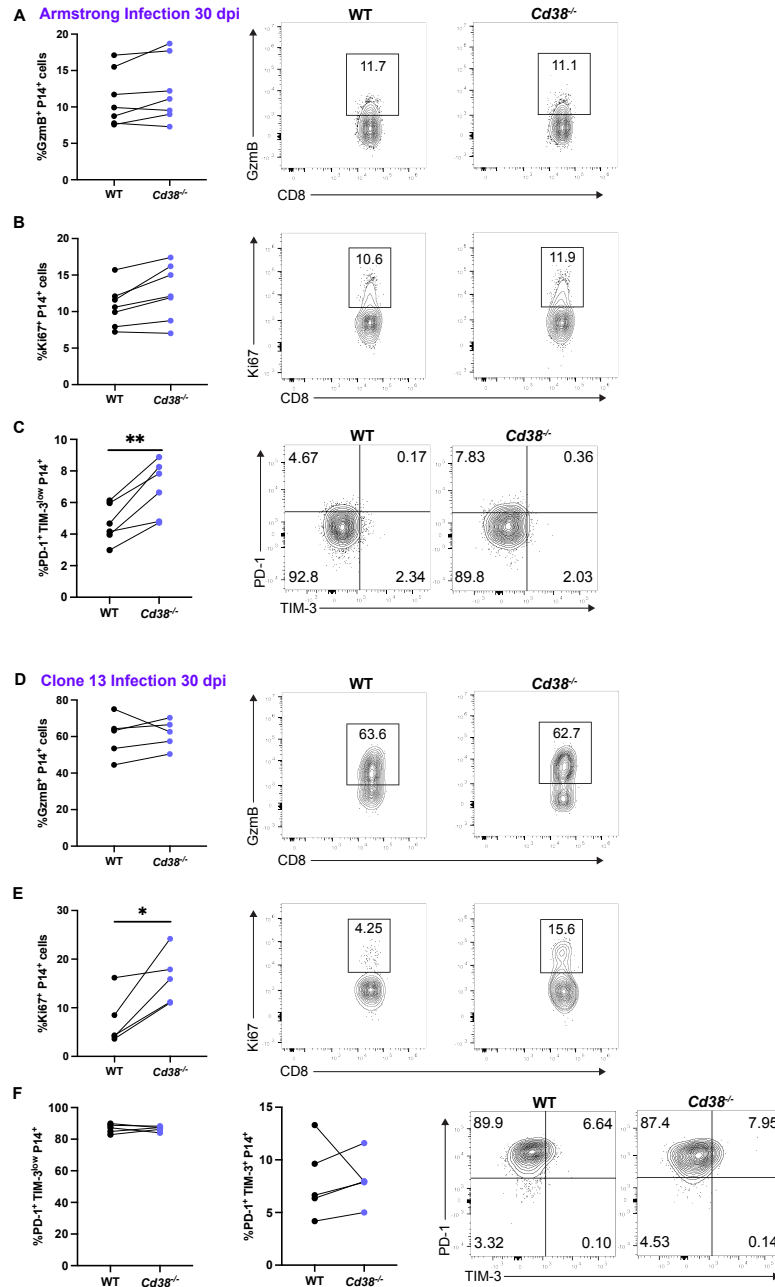 A Armstrong Infection 30 dpi
%GzmB⁺ P14⁺ cells
20
15
10
5
0
WT
Cd38⁻/⁻
WT
Cd38⁻/⁻
11.7
11.1
GzmB
CD8
B
%Ki67⁺ P14⁺ cells
20
15
10
5
0
WT
Cd38⁻/⁻
10.6
11.9
Ki67
CD8
C
%PD-1⁺ TIM-3ˡᵒʷ P14⁺
10
8
6
4
2
0
**
WT
Cd38⁻/⁻
WT
Cd38⁻/⁻
4.67 0.17
92.8 2.34
7.83 0.36
89.8 2.03
PD-1
TIM-3
D Clone 13 Infection 30 dpi
%GzmB⁺ P14⁺ cells
80
60
40
20
0
WT
Cd38⁻/⁻
WT
Cd38⁻/⁻
63.6
62.7
GzmB
CD8
E
%Ki67⁺ P14⁺ cells
30
20
10
0
*
WT
Cd38⁻/⁻
4.25
15.6
Ki67
CD8
F
%PD-1⁺ TIM-3ˡᵒʷ P14⁺
100
80
60
40
20
0
WT
Cd38⁻/⁻
%PD-1⁺ TIM-3⁺ P14⁺
15
10
5
0
WT
Cd38⁻/⁻
WT
Cd38⁻/⁻
89.9 6.64
3.32 0.10
87.4 7.95
4.53 0.14
PD-1
TIM-3